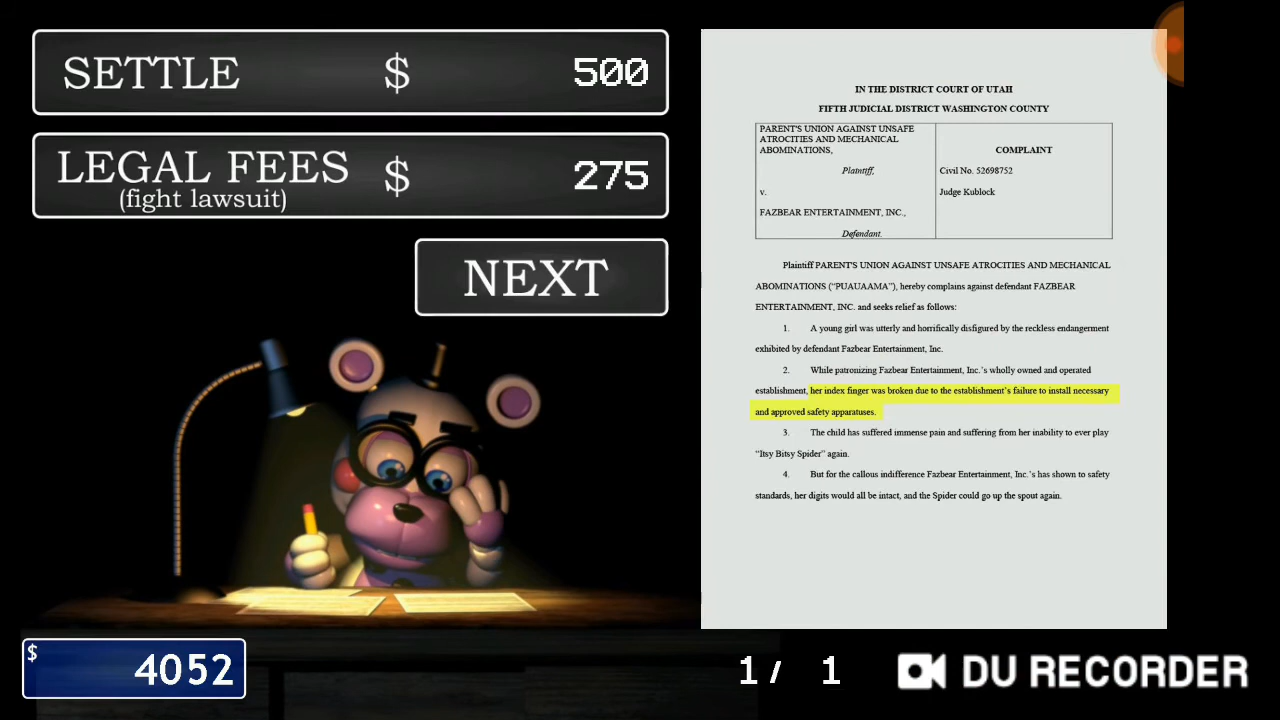 SETTLE $ 500
LEGAL FEES $ 275
(fight lawsuit)
NEXT
IN THE DISTRICT COURT OF UTAH
FIFTH JUDICIAL DISTRICT WASHINGTON COUNTY
PARENT'S UNION AGAINST UNSAFE
ATROCITIES AND MECHANICAL
ABOMINATIONS,
Plaintiff,
v.
FAZBEAR ENTERTAINMENT, INC.,
Defendant.
COMPLAINT
Civil No. 52698752
Judge Kublock
Plaintiff PARENT'S UNION AGAINST UNSAFE ATROCITIES AND MECHANICAL
ABOMINATIONS ("PUAUAAMA"), hereby complains against defendant FAZBEAR
ENTERTAINMENT, INC. and seeks relief as follows:
1. A young girl was utterly and horrifically disfigured by the reckless endangerment
exhibited by defendant Fazbear Entertainment, Inc.
2. While patronizing Fazbear Entertainment, Inc.'s wholly owned and operated
establishment, her index finger was broken due to the establishment's failure to install necessary
and approved safety apparatuses.
3. The child has suffered immense pain and suffering from her inability to ever play
"Itsy Bitsy Spider" again.
4. But for the callous indifference Fazbear Entertainment, Inc.'s has shown to safety
standards, her digits would all be intact, and the Spider could go up the spout again.
$ 4052
1 / 1
DU RECORDER